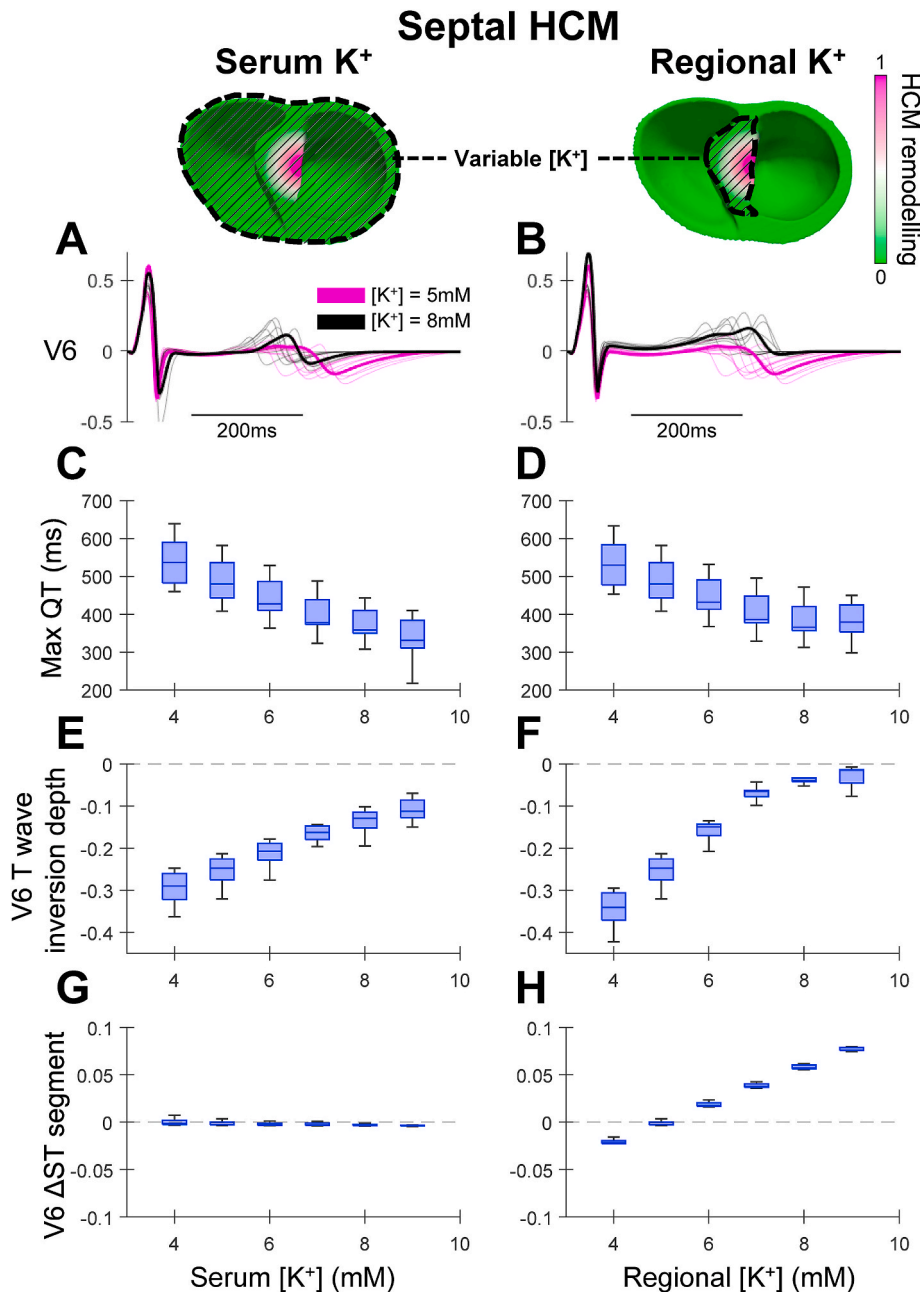 Septal HCM
Serum K+
Regional K+
1
HCM remodelling
0
Variable [K+]
A
B
0.5
0
-0.5
V6
[K+] = 5mM
[K+] = 8mM
200ms
0.5
0
-0.5
200ms
C
D
Max QT (ms)
700
600
500
400
300
200
4
6
8
10
700
600
500
400
300
200
4
6
8
10
E
F
V6 T wave
inversion depth
0
-0.1
-0.2
-0.3
-0.4
4
6
8
10
0
-0.1
-0.2
-0.3
-0.4
4
6
8
10
G
H
V6 ΔST segment
0.1
0.05
0
-0.05
-0.1
4
6
8
10
Serum [K+] (mM)
0.1
0.05
0
-0.05
-0.1
4
6
8
10
Regional [K+] (mM)